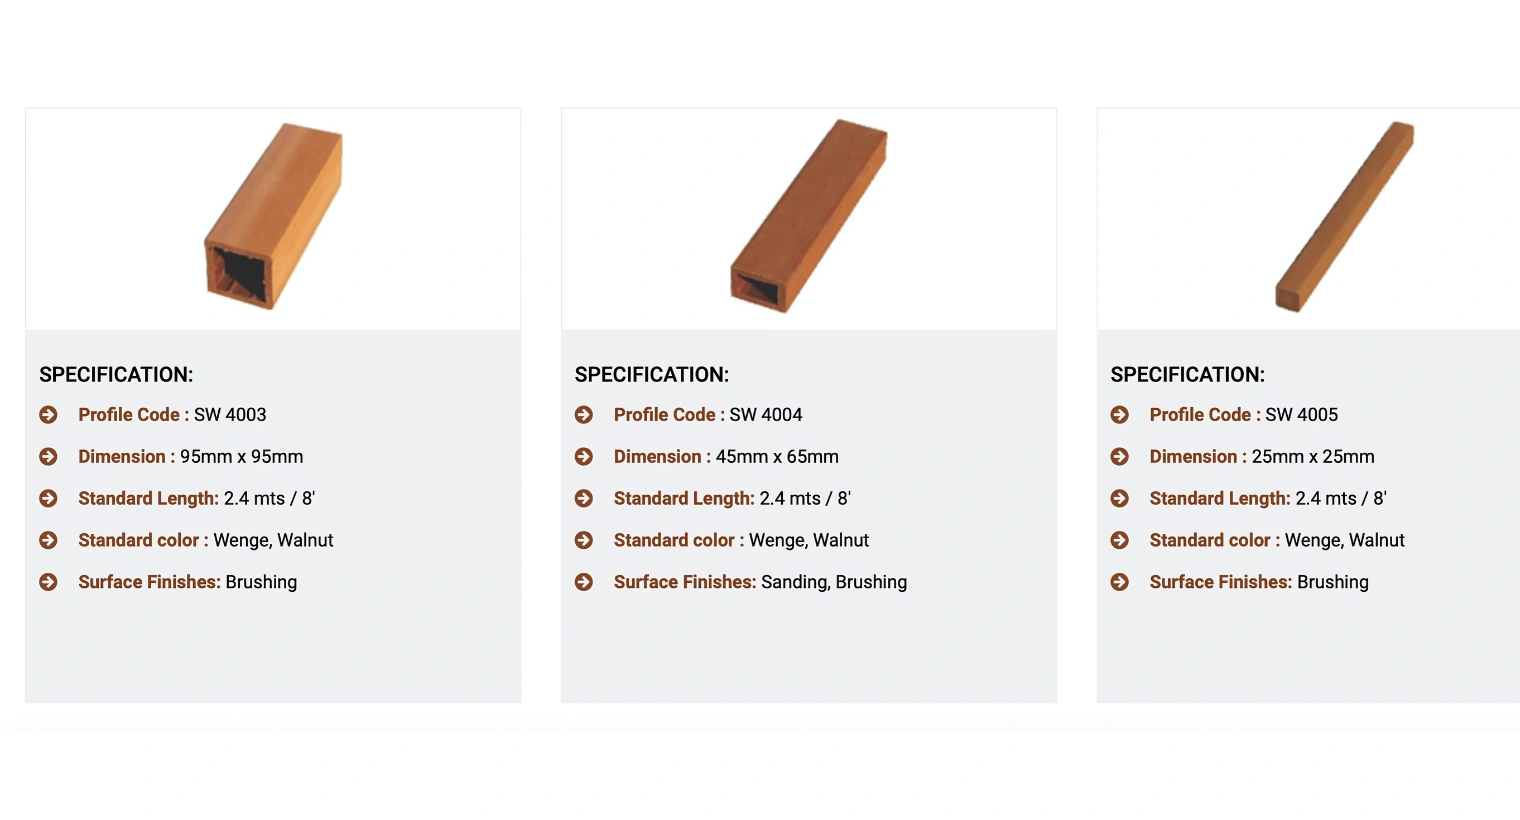 SPECIFICATION:
Profile Code : SW 4003
Dimension : 95mm x 95mm
Standard Length: 2.4 mts / 8'
Standard color : Wenge, Walnut
Surface Finishes: Brushing
SPECIFICATION:
Profile Code : SW 4004
Dimension : 45mm x 65mm
Standard Length: 2.4 mts / 8'
Standard color : Wenge, Walnut
Surface Finishes: Sanding, Brushing
SPECIFICATION:
Profile Code : SW 4005
Dimension : 25mm x 25mm
Standard Length: 2.4 mts / 8'
Standard color : Wenge, Walnut
Surface Finishes: Brushing